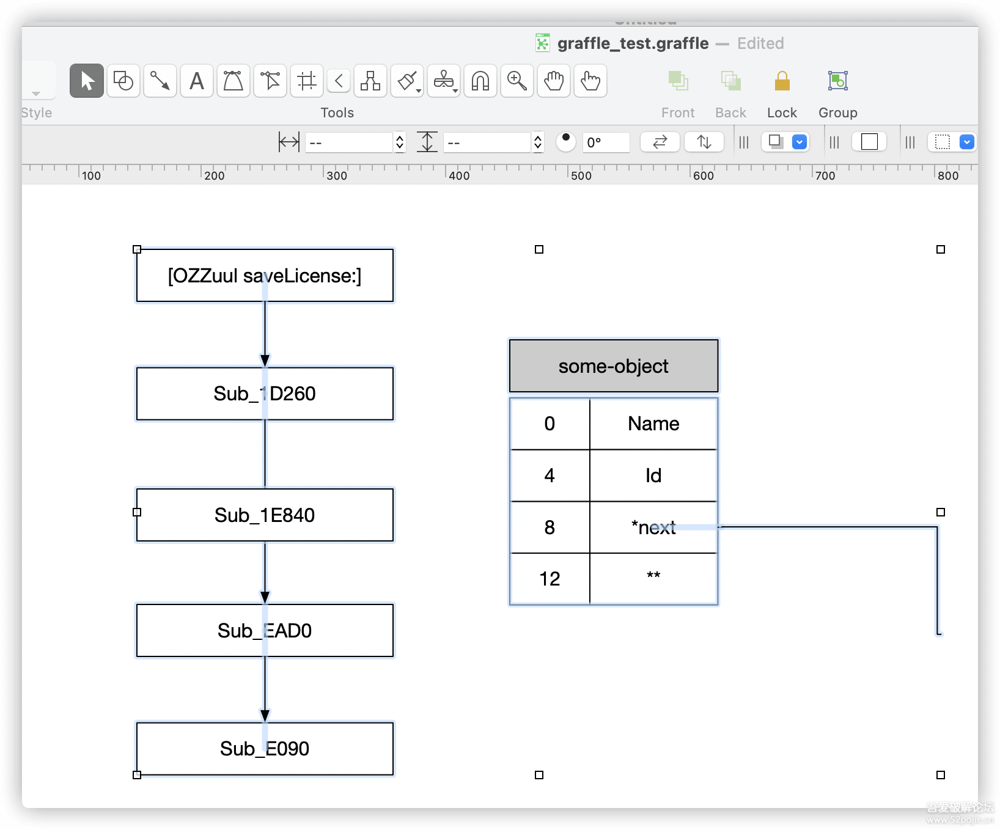 graffle_test.graffle — Edited
A
Style
Tools
Front
Back
Lock
Group
--
--
0°
100 200 300 400 500 600 700 800
[OZZuul saveLicense:]
Sub_1D260
Sub_1E840
Sub_EAD0
Sub_E090
some-object
0 Name
4 Id
8 *next
12 **
吾爱破解论坛
www.52pojie.cn